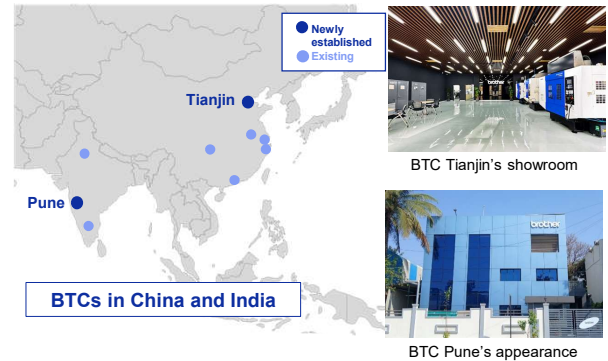 Newly
established
Existing
Tianjin
Pune
BTCs in China and India
brother
BTC Tianjin's showroom
brother
BTC Pune's appearance